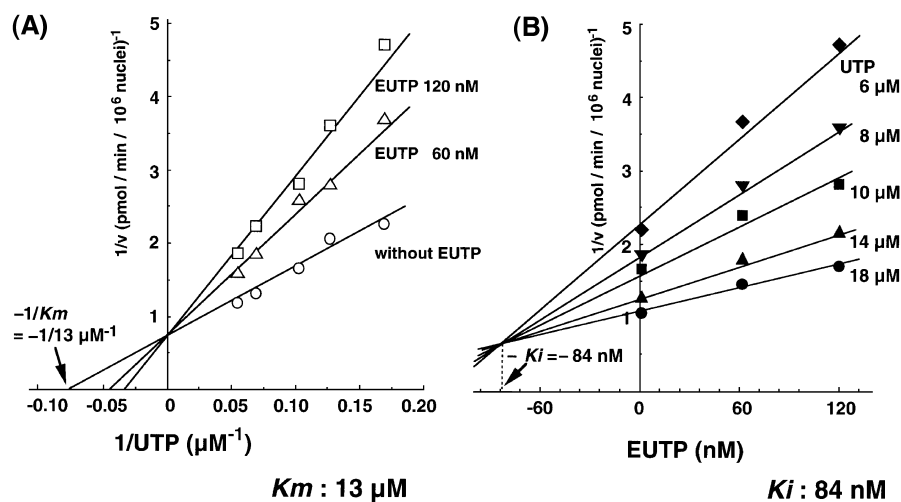 (A)
1/v (pmol / min / 10⁶ nuclei)⁻¹
5
4
3
2
1
EUTP 120 nM
EUTP 60 nM
without EUTP
−1/Km
= −1/13 µM⁻¹
-0.10
-0.05
0
0.05
0.10
0.15
0.20
1/UTP (µM⁻¹)
Km : 13 µM
(B)
1/v (pmol / min / 10⁶ nuclei)⁻¹
5
4
3
2
1
UTP
6 µM
8 µM
10 µM
14 µM
18 µM
− Ki = − 84 nM
-60
0
60
120
EUTP (nM)
Ki : 84 nM